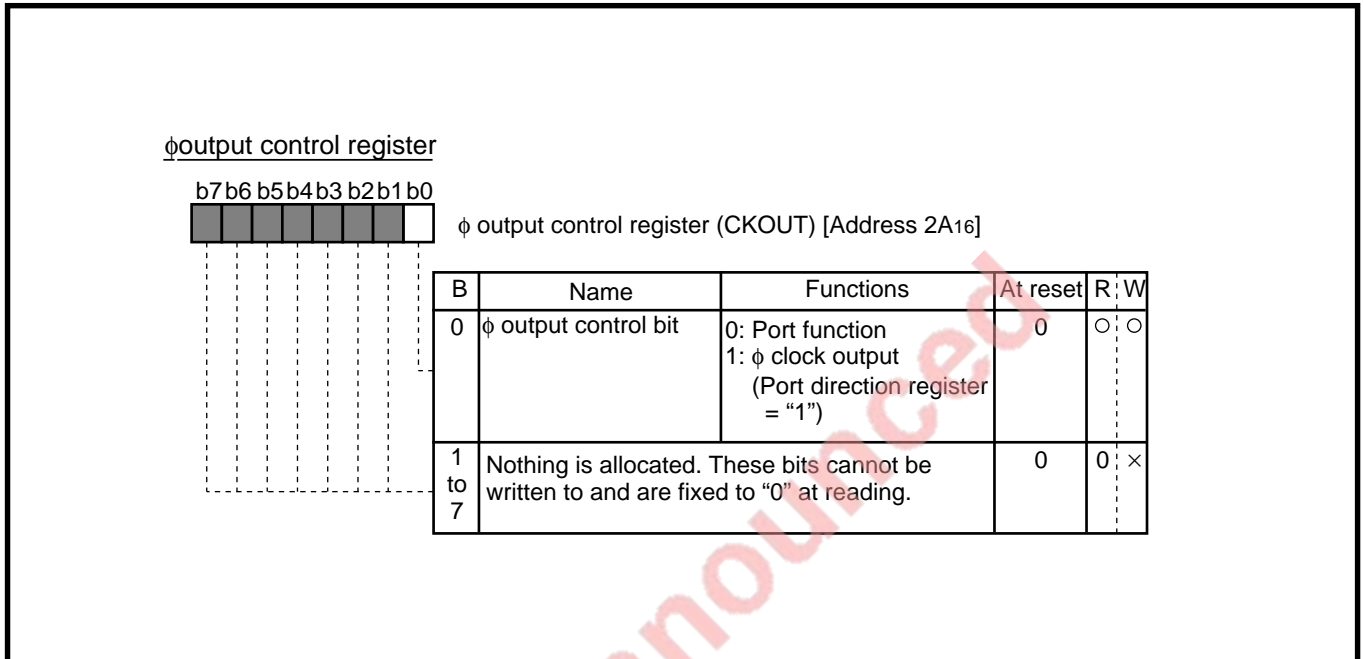 ϕoutput control register
b7 b6 b5 b4 b3 b2 b1 b0
ϕ output control register (CKOUT) [Address 2A16]
B Name Functions At reset R W
0 ϕ output control bit 0: Port function 0 ○ ○
1: ϕ clock output
(Port direction register
= “1”)
1 to 7 Nothing is allocated. These bits cannot be 0 0 ×
written to and are fixed to “0” at reading.
nounced